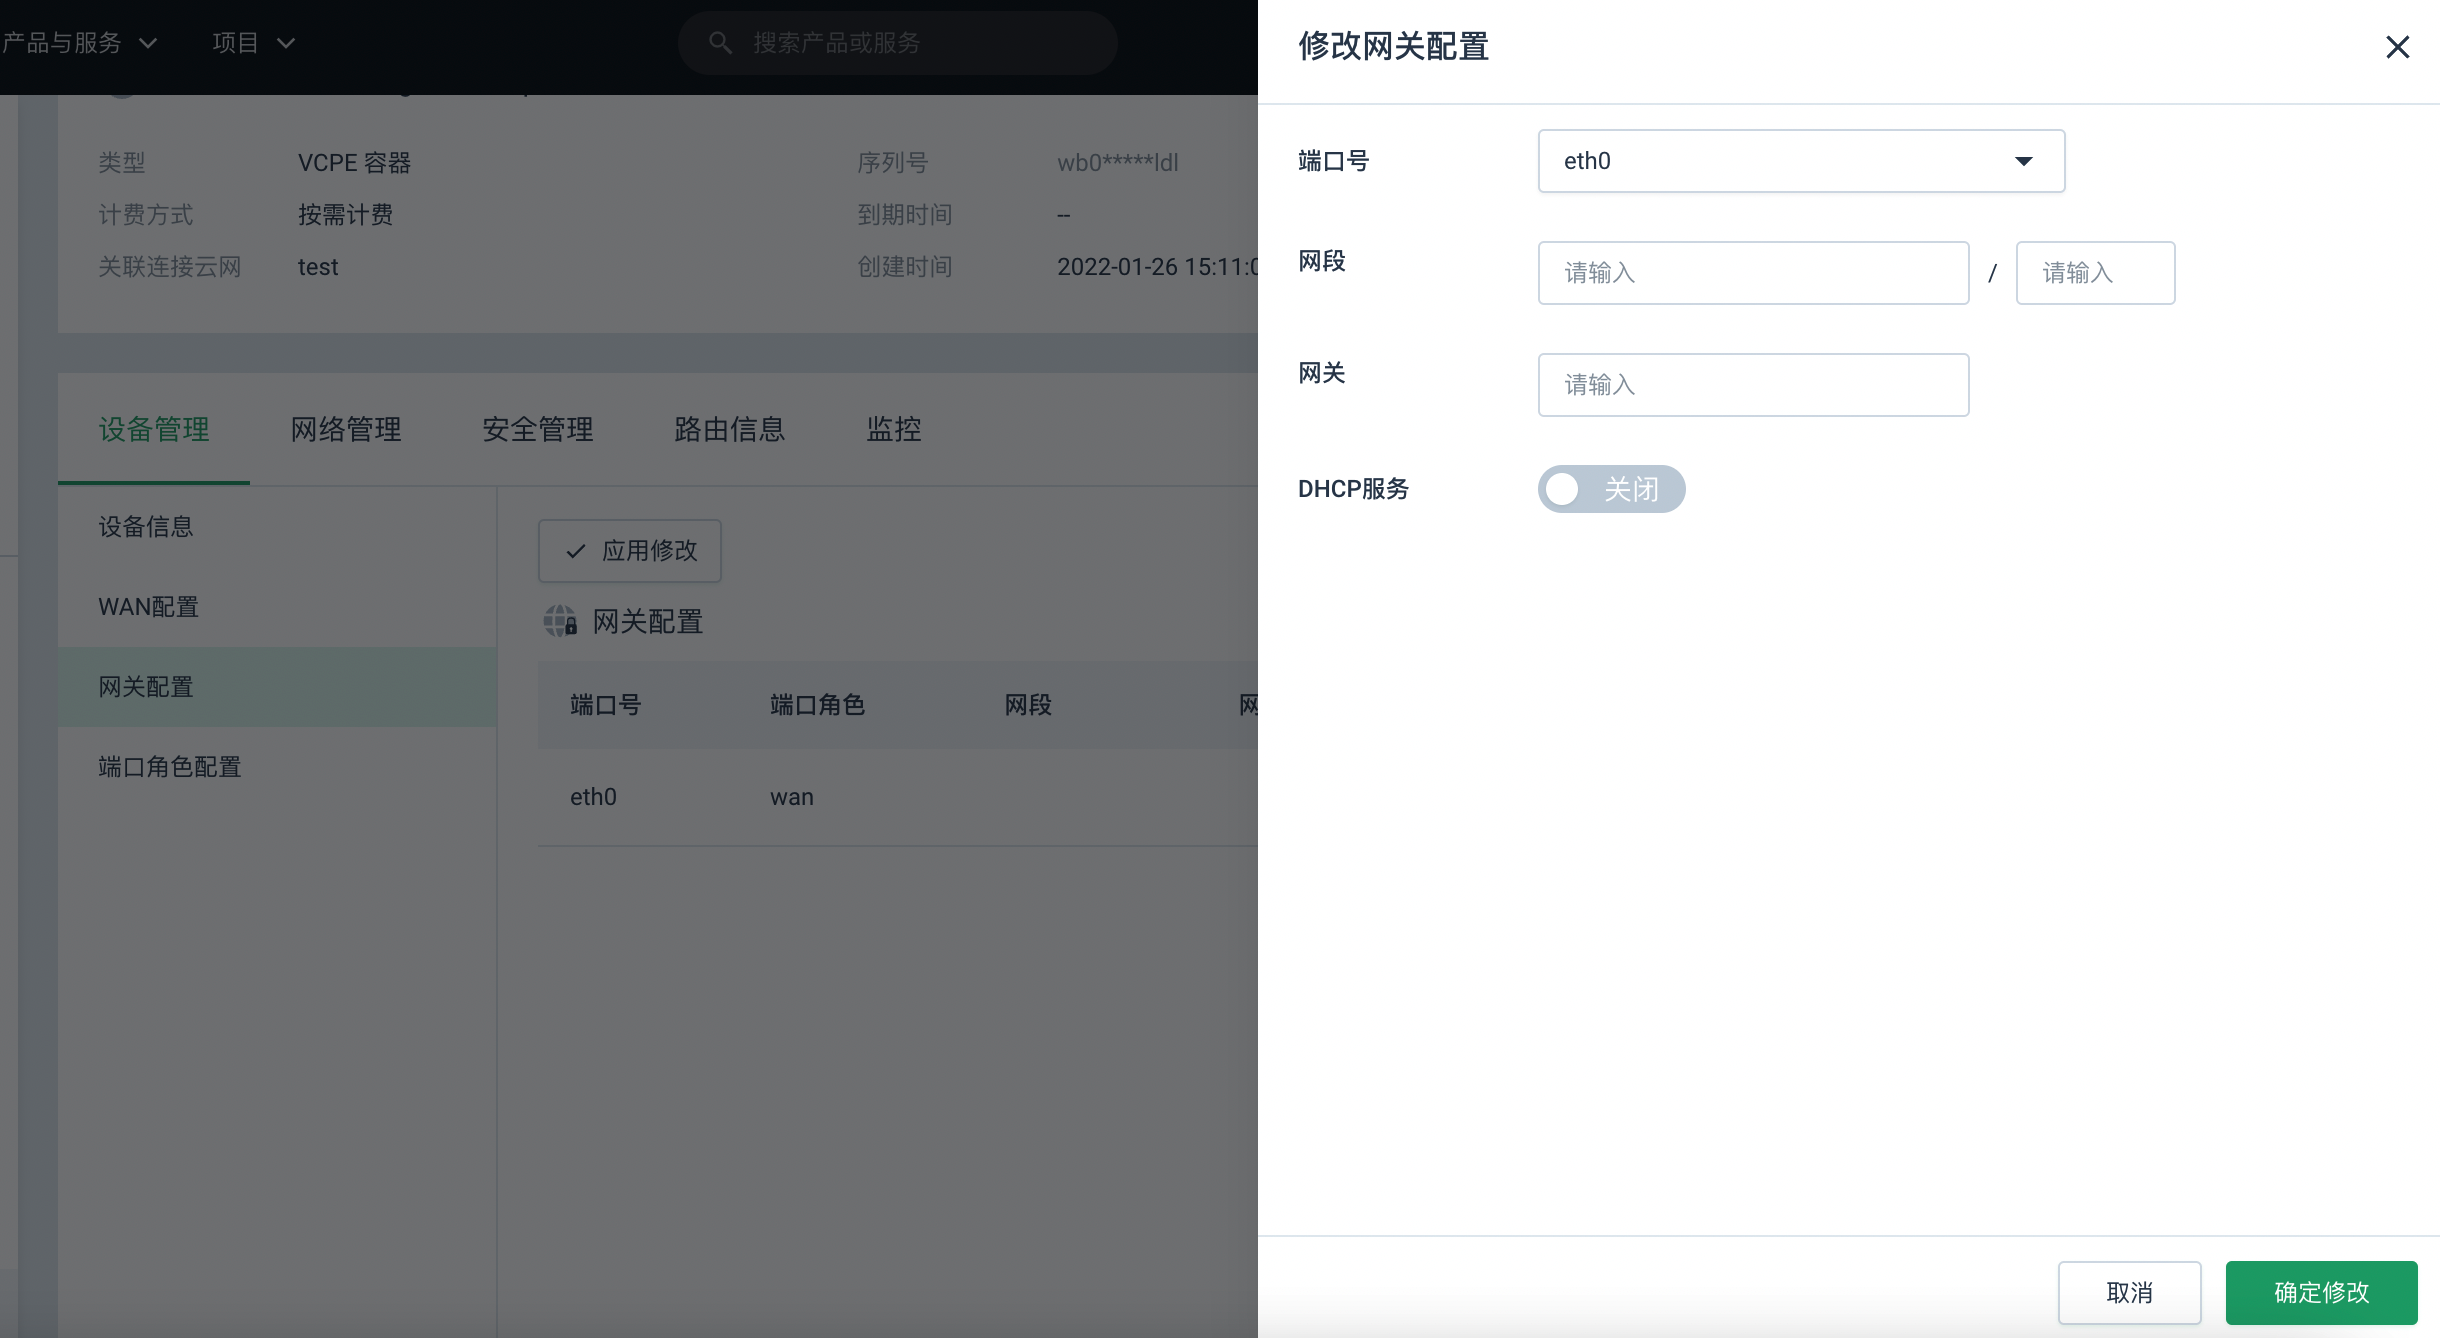 产品与服务
项目
搜索产品或服务
类型
VCPE 容器
序列号
wb0*****ldl
计费方式
按需计费
到期时间
--
关联连接云网
test
创建时间
2022-01-26 15:11:0
设备管理
网络管理
安全管理
路由信息
监控
设备信息
WAN配置
网关配置
端口角色配置
应用修改
网关配置
端口号
端口角色
网段
网
eth0
wan
修改网关配置
端口号
eth0
网段
请输入 / 请输入
网关
请输入
DHCP服务
关闭
取消
确定修改